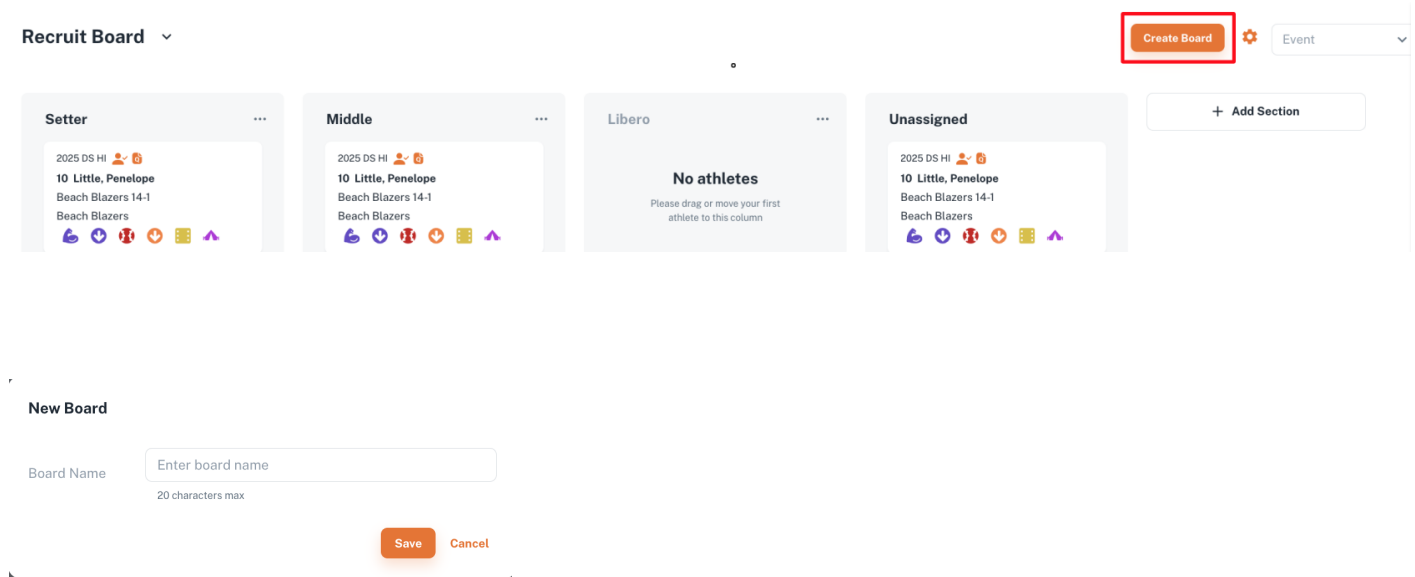 Recruit Board
Create Board
Event
Setter
2025 DS HI
10 Little, Penelope
Beach Blazers 14-1
Beach Blazers
Middle
2025 DS HI
10 Little, Penelope
Beach Blazers 14-1
Beach Blazers
Libero
No athletes
Please drag or move your first
athlete to this column
Unassigned
2025 DS HI
10 Little, Penelope
Beach Blazers 14-1
Beach Blazers
+ Add Section
New Board
Board Name
Enter board name
20 characters max
Save
Cancel